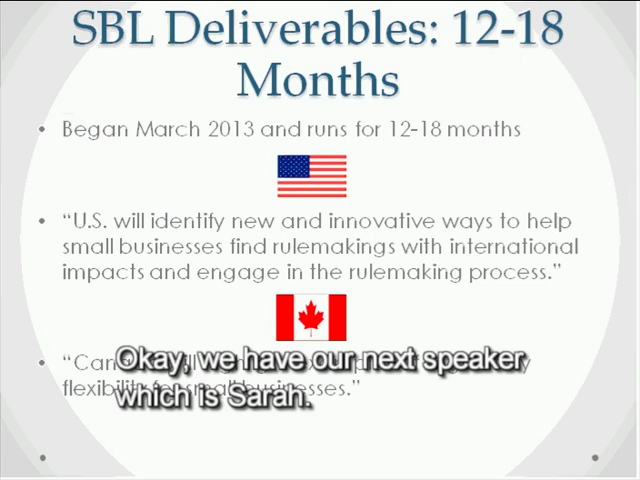 SBL Deliverables: 12-18
Months
• Began March 2013 and runs for 12-18 months
• “U.S. will identify new and innovative ways to help
small businesses find rulemakings with international
impacts and engage in the rulemaking process.”
Okay, we have our next speaker
which is Sarah.
businesses.”